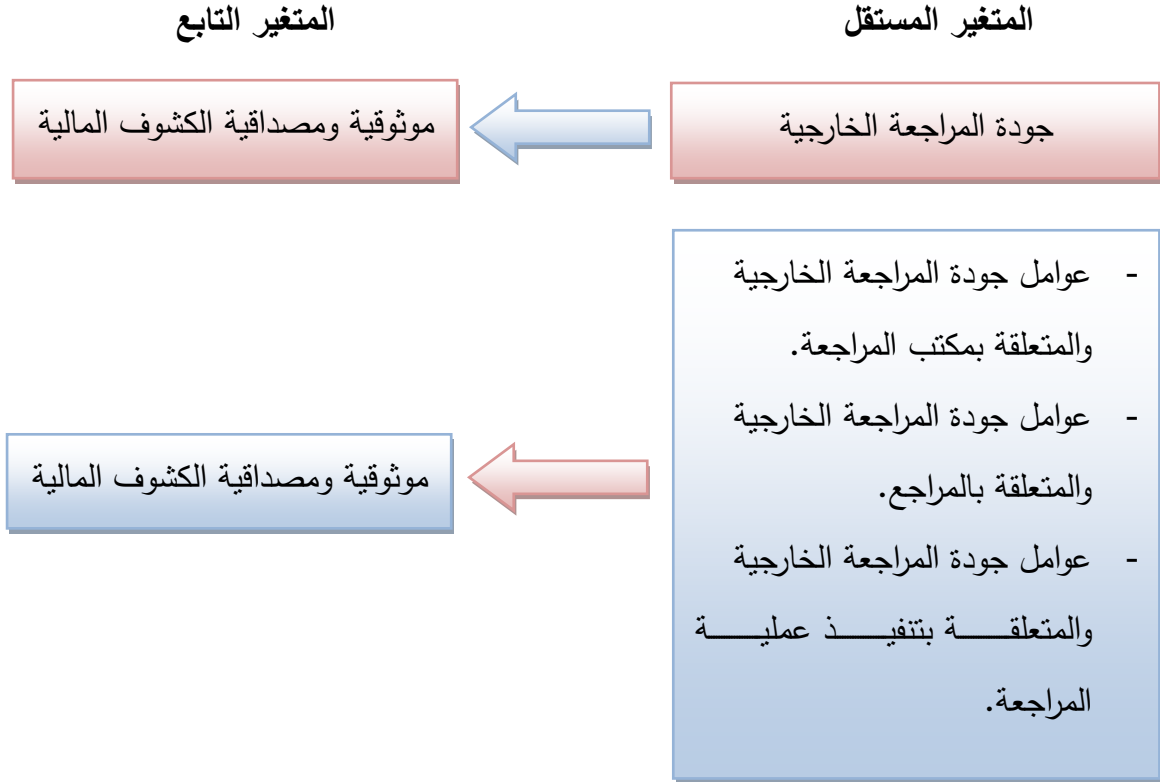 المتغير المستقل
المتغير التابع
جودة المراجعة الخارجية
موثوقية ومصداقية الكشوف المالية
- عوامل جودة المراجعة الخارجية
والمتعلقة بمكتب المراجعة.
- عوامل جودة المراجعة الخارجية
والمتعلقة بالمراجع.
- عوامل جودة المراجعة الخارجية
والمتعلقـــــة بتنفيـــــذ عمليـــــة
المراجعة.
موثوقية ومصداقية الكشوف المالية